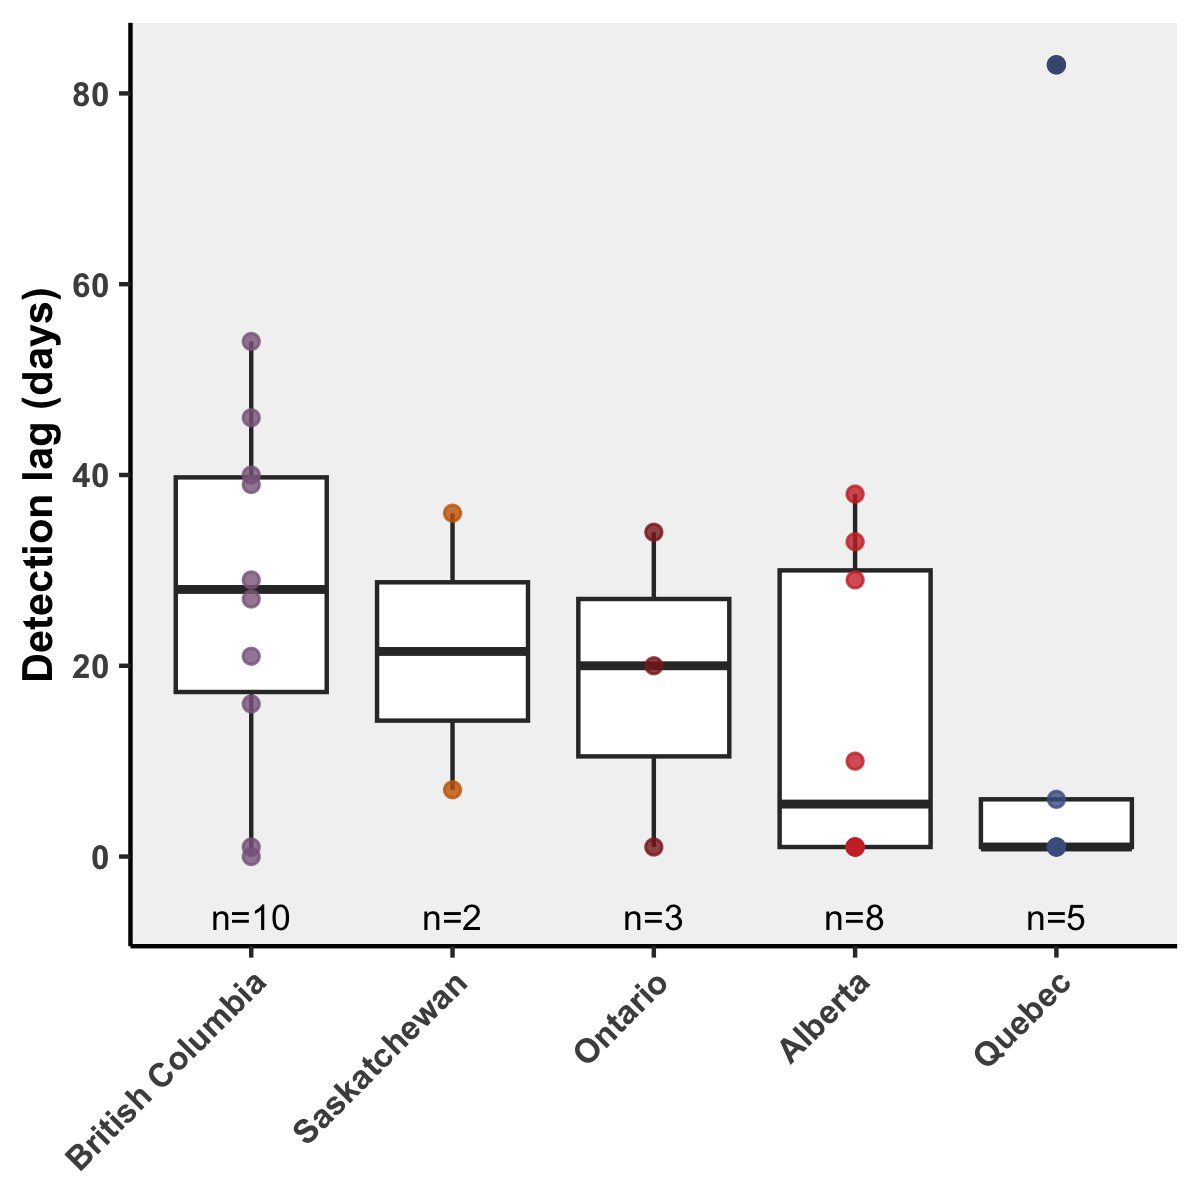 Detection lag (days)
80
60
40
20
0
n=10 n=2 n=3 n=8 n=5
British Columbia Saskatchewan Ontario Alberta Quebec